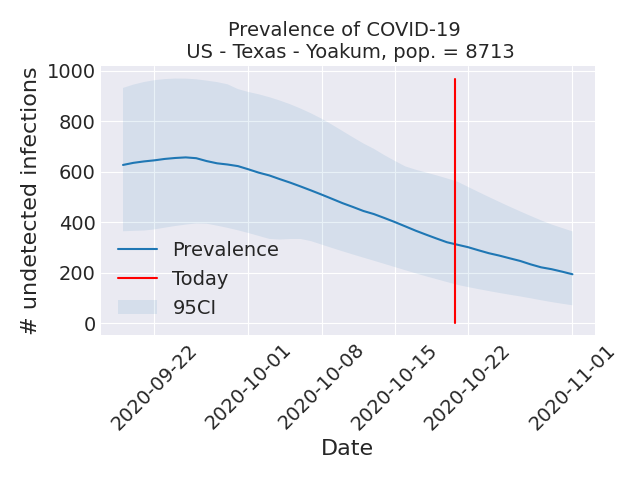 Prevalence of COVID-19
US - Texas - Yoakum, pop. = 8713
# undetected infections
1000
800
600
400
200
0
Prevalence
Today
95CI
2020-09-22
2020-10-01
2020-10-08
2020-10-15
2020-10-22
2020-11-01
Date